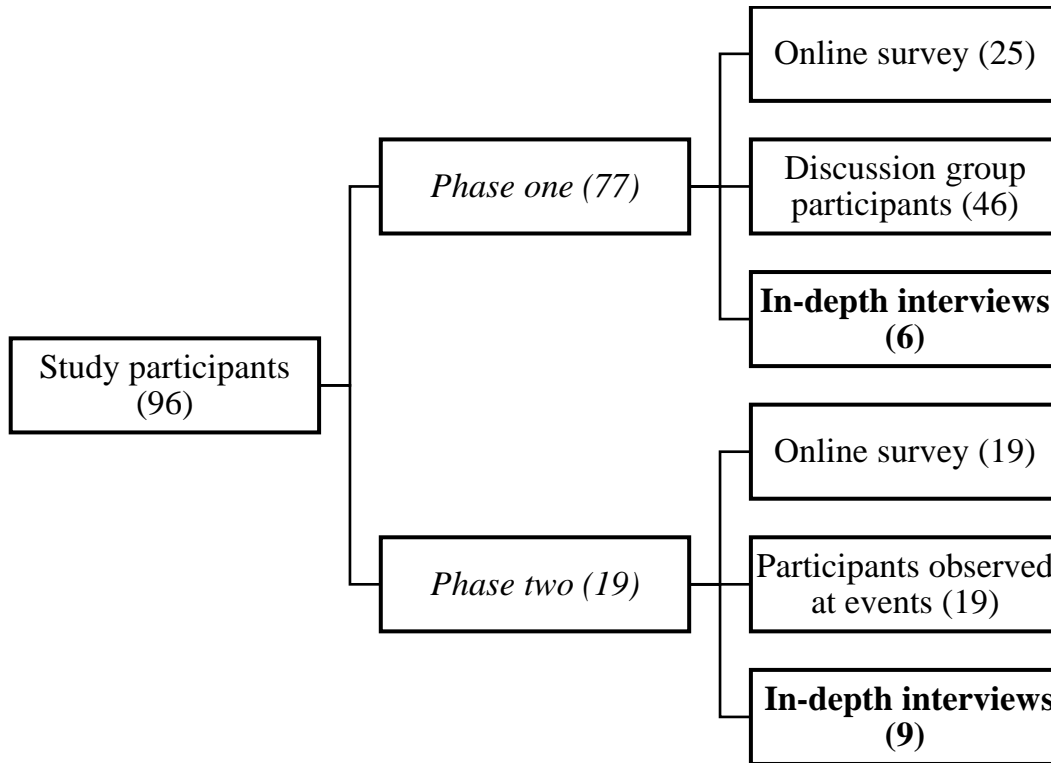 Study participants
(96)
Phase one (77)
Online survey (25)
Discussion group
participants (46)
In-depth interviews
(6)
Phase two (19)
Online survey (19)
Participants observed
at events (19)
In-depth interviews
(9)